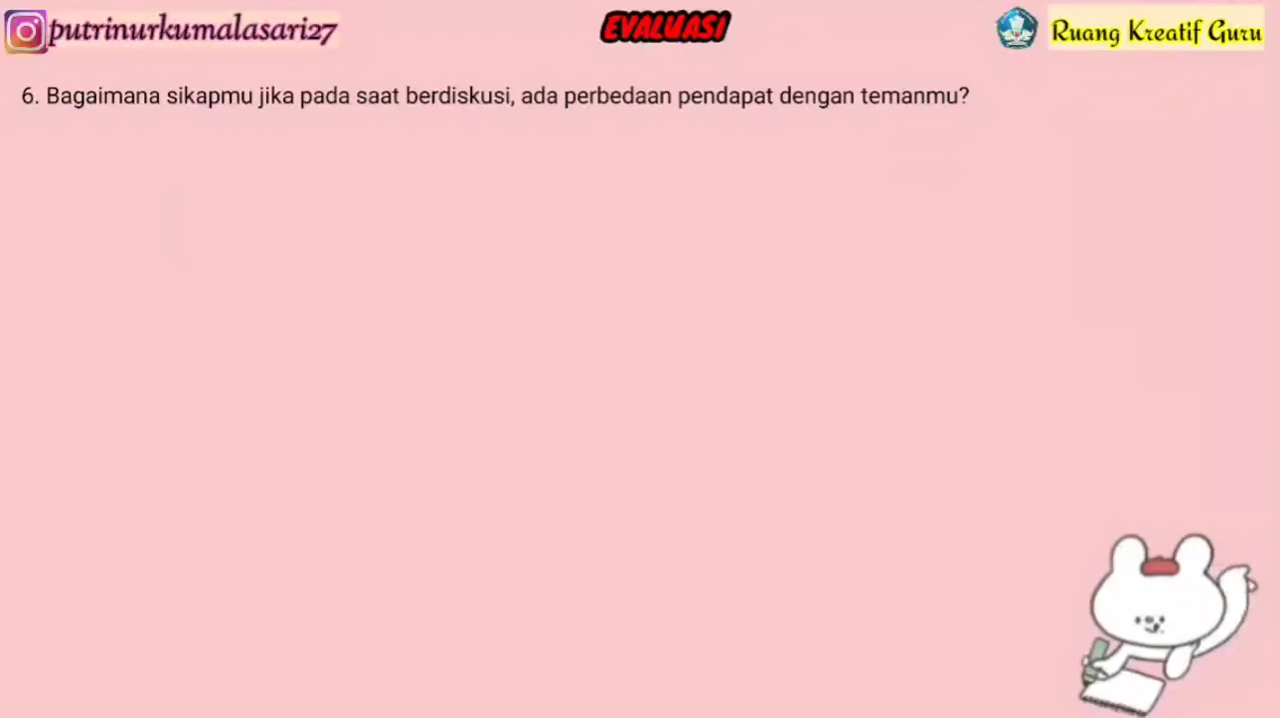 putrinurkumalasari27
EVALUASI
Ruang Kreatif Guru
6. Bagaimana sikapmu jika pada saat berdiskusi, ada perbedaan pendapat dengan temanmu?